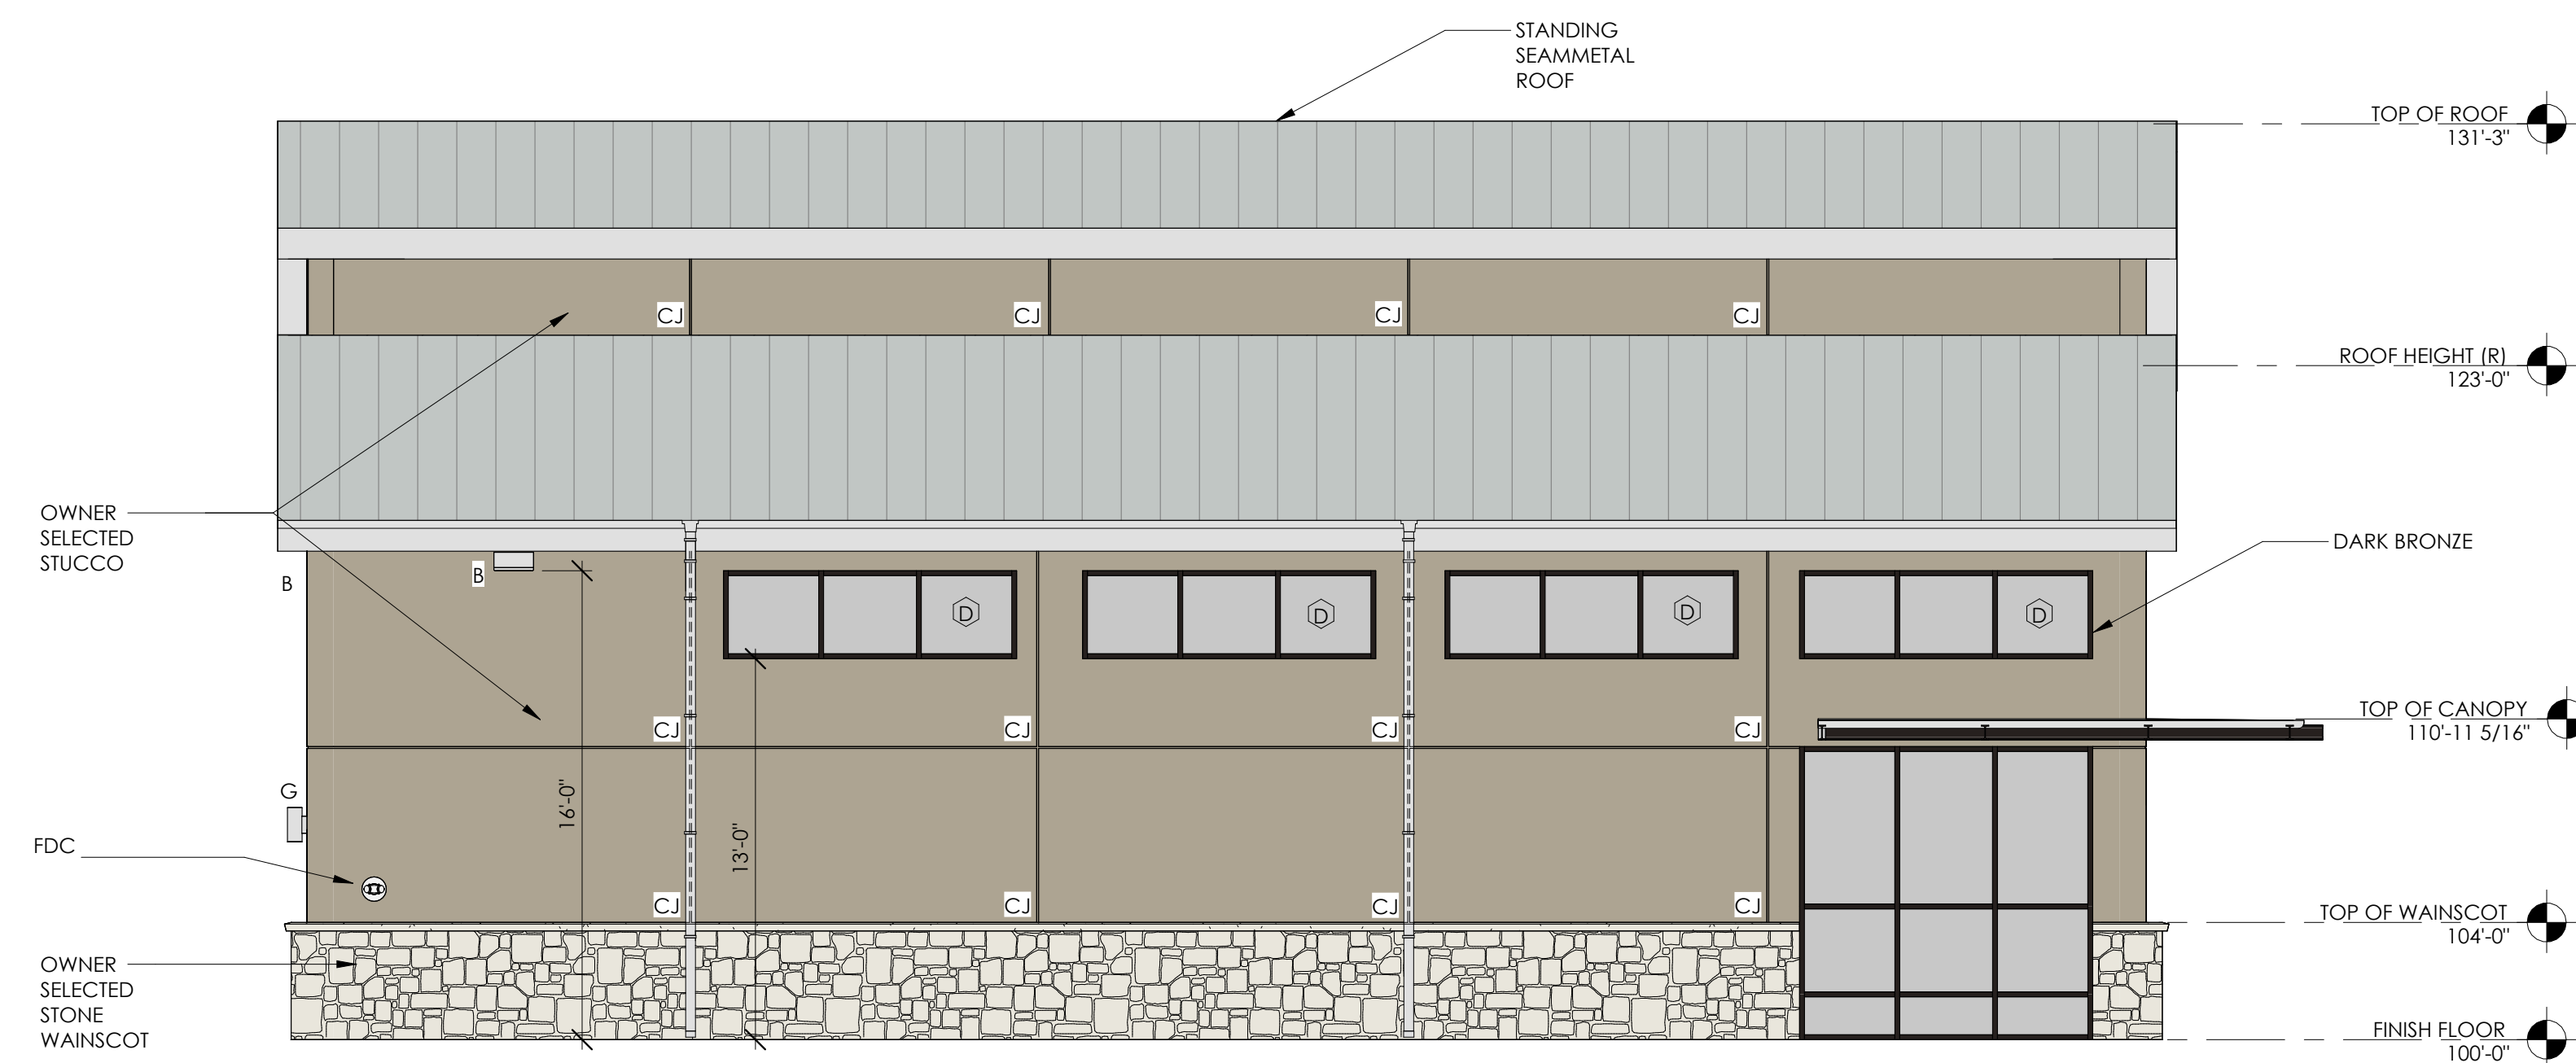 STANDING
SEAMMETAL
ROOF
TOP OF ROOF
131'-3"
CJ
CJ
CJ
CJ
ROOF HEIGHT (R)
123'-0"
OWNER
SELECTED
STUCCO
DARK BRONZE
B
B
D
D
D
D
TOP OF CANOPY
110'-11 5/16"
CJ
CJ
CJ
CJ
G
16'-0"
13'-0"
FDC
CJ
CJ
CJ
CJ
TOP OF WAINSCOT
104'-0"
OWNER
SELECTED
STONE
WAINSCOT
FINISH FLOOR
100'-0"